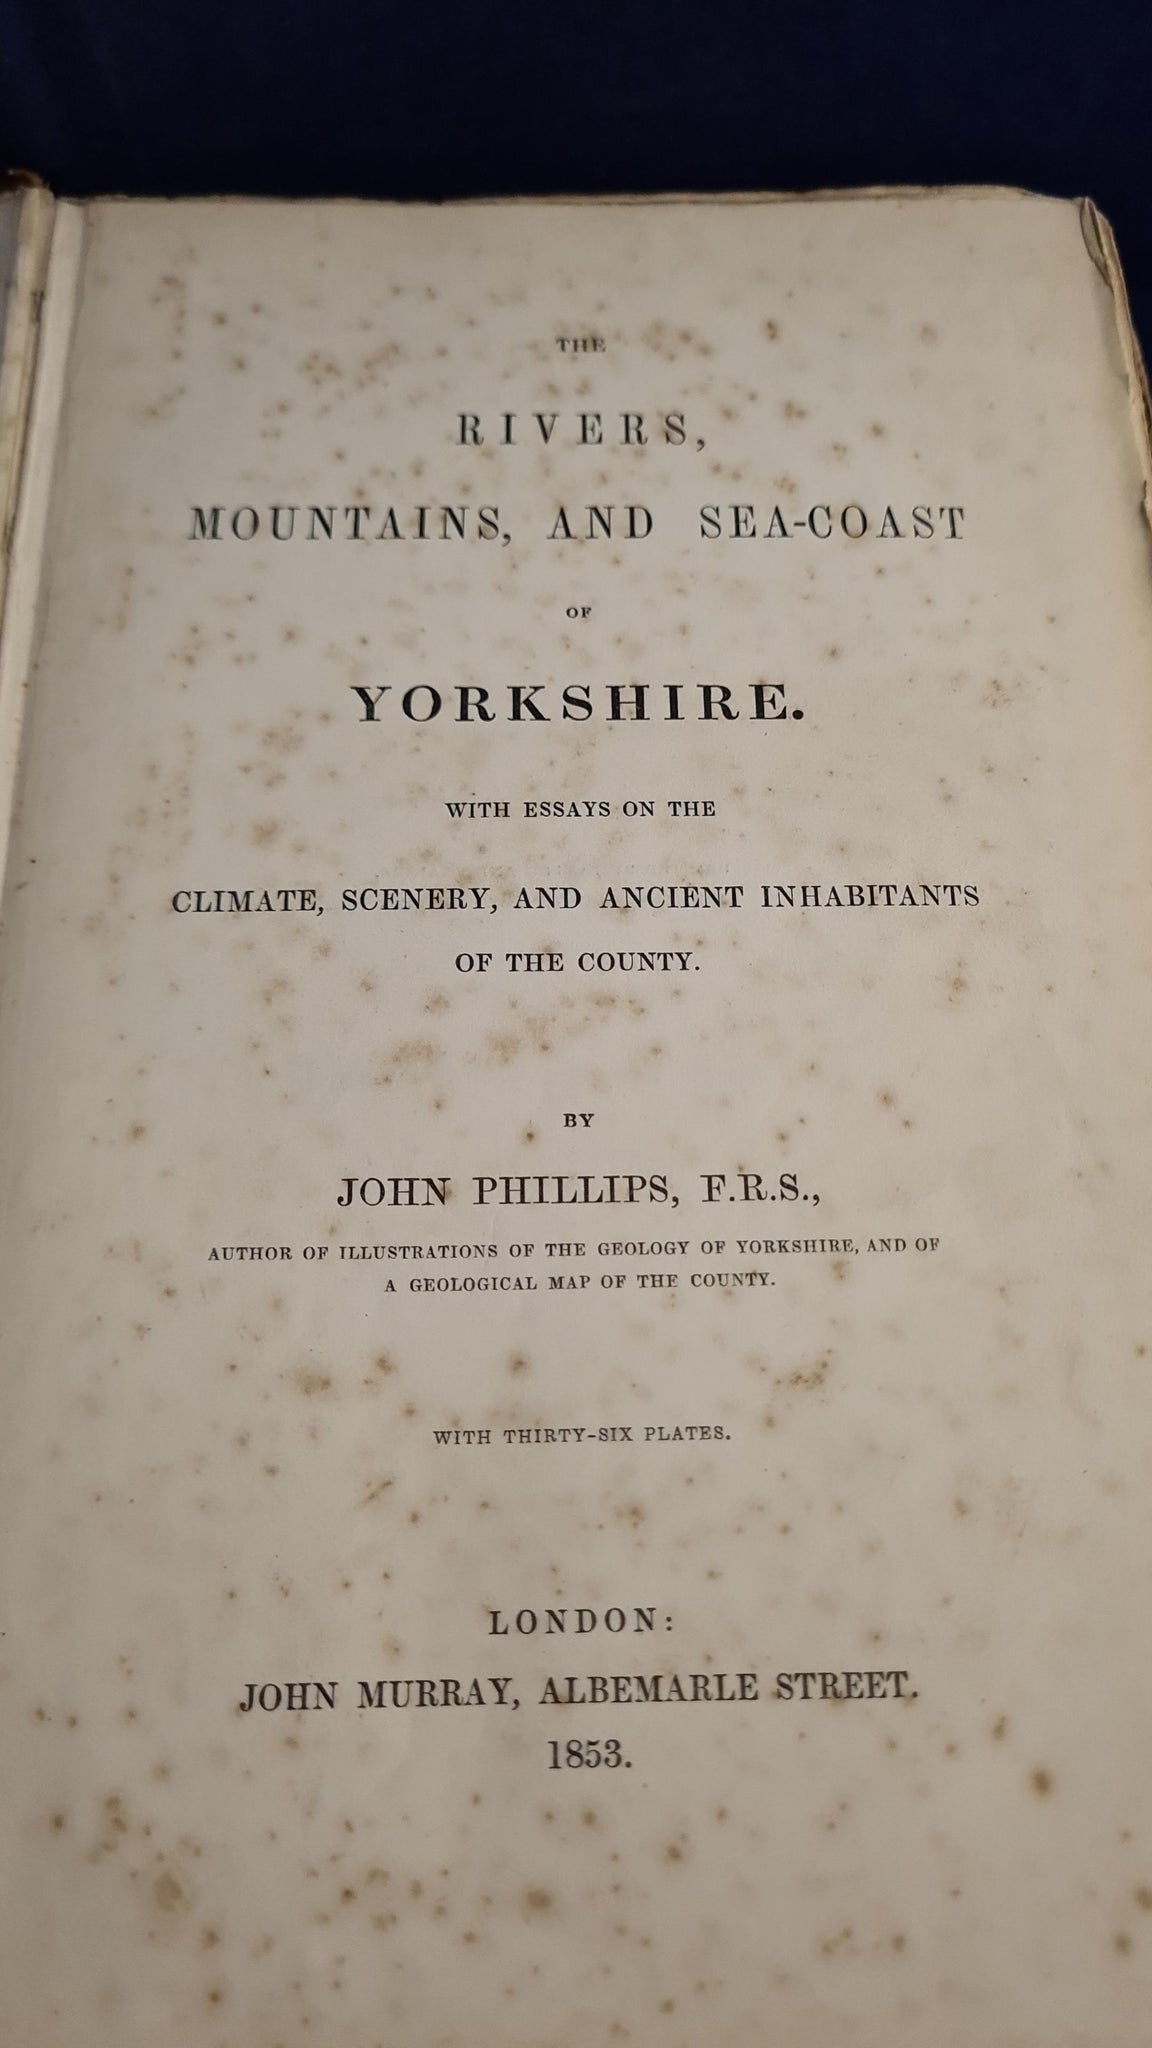 THE
RIVERS,
MOUNTAINS, AND SEA-COAST
OF
YORKSHIRE.
WITH ESSAYS ON THE
CLIMATE, SCENERY, AND ANCIENT INHABITANTS
OF THE COUNTY.
BY
JOHN PHILLIPS, F.R.S.,
AUTHOR OF ILLUSTRATIONS OF THE GEOLOGY OF YORKSHIRE, AND OF
A GEOLOGICAL MAP OF THE COUNTY.
WITH THIRTY-SIX PLATES.
LONDON:
JOHN MURRAY, ALBEMARLE STREET.
1853.